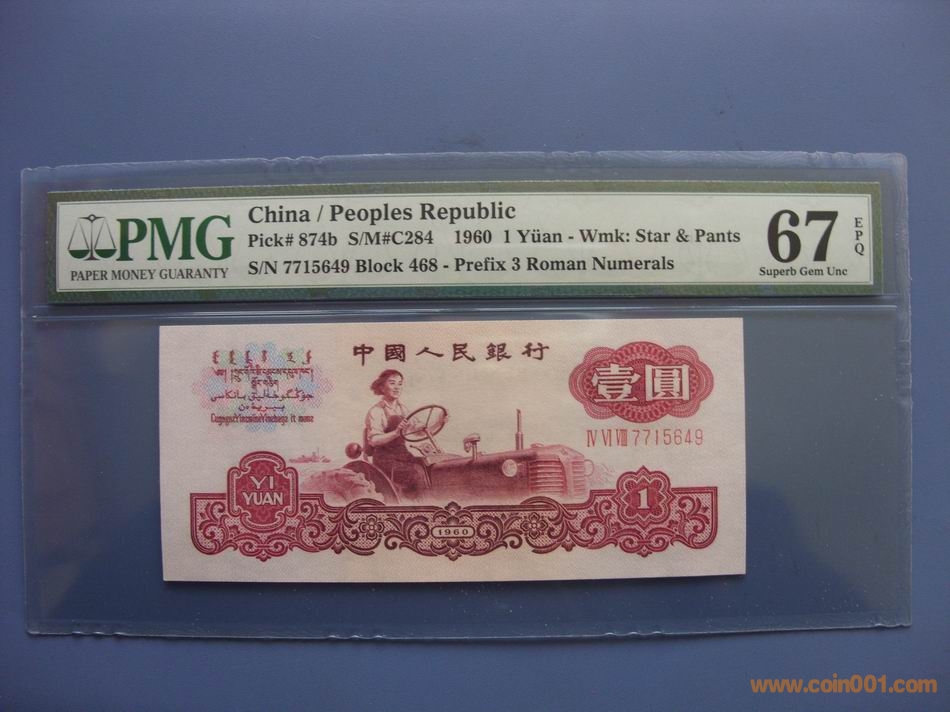 PMG
PAPER MONEY GUARANTY
China / Peoples Republic
Pick# 874b S/M#C284 1960 1 Yüan - Wmk: Star & Pants
S/N 7715649 Block 468 - Prefix 3 Roman Numerals
67
EPQ
Superb Gem Unc
中國人民銀行
壹圓
IV VI VIII 7715649
YI
YUAN
1960
1
www.coin001.com